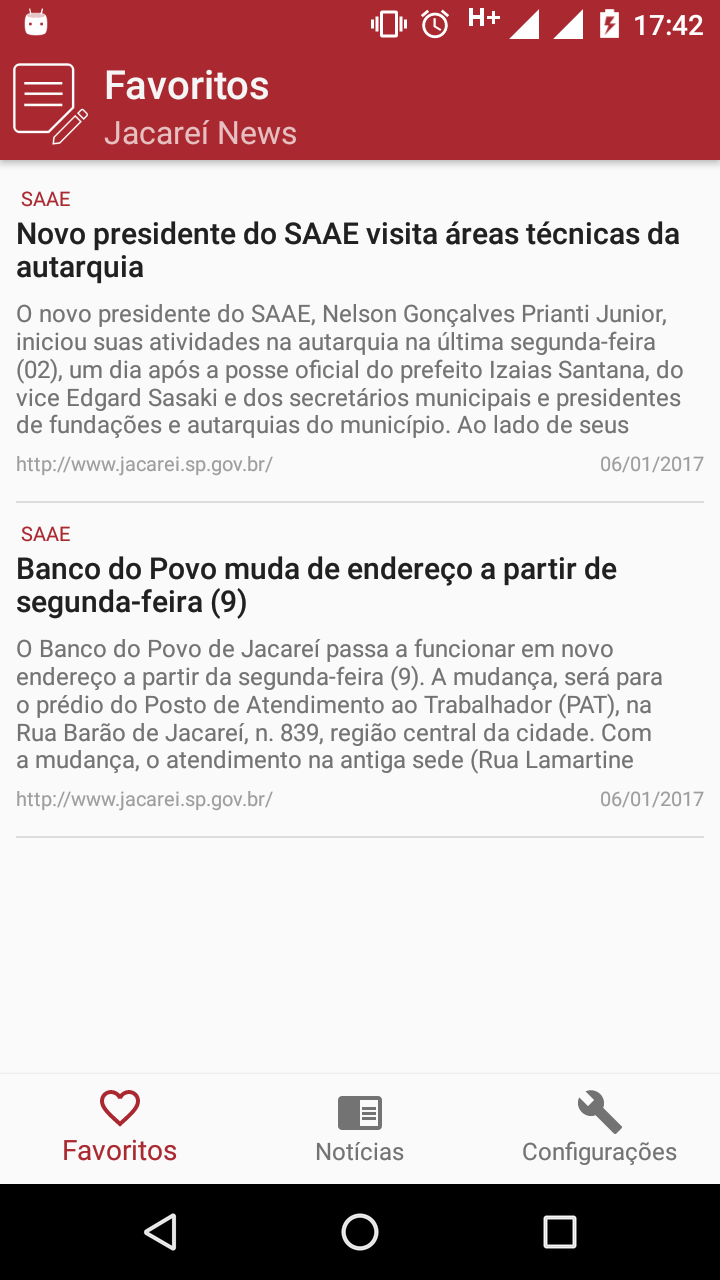 H+ 17:42
Favoritos
Jacareí News
SAAE
Novo presidente do SAAE visita áreas técnicas da
autarquia
O novo presidente do SAAE, Nelson Gonçalves Prianti Junior,
iniciou suas atividades na autarquia na última segunda-feira
(02), um dia após a posse oficial do prefeito Izaias Santana, do
vice Edgard Sasaki e dos secretários municipais e presidentes
de fundações e autarquias do município. Ao lado de seus
http://www.jacarei.sp.gov.br/ 06/01/2017
SAAE
Banco do Povo muda de endereço a partir de
segunda-feira (9)
O Banco do Povo de Jacareí passa a funcionar em novo
endereço a partir da segunda-feira (9). A mudança, será para
o prédio do Posto de Atendimento ao Trabalhador (PAT), na
Rua Barão de Jacareí, n. 839, região central da cidade. Com
a mudança, o atendimento na antiga sede (Rua Lamartine
http://www.jacarei.sp.gov.br/ 06/01/2017
Favoritos Notícias Configurações